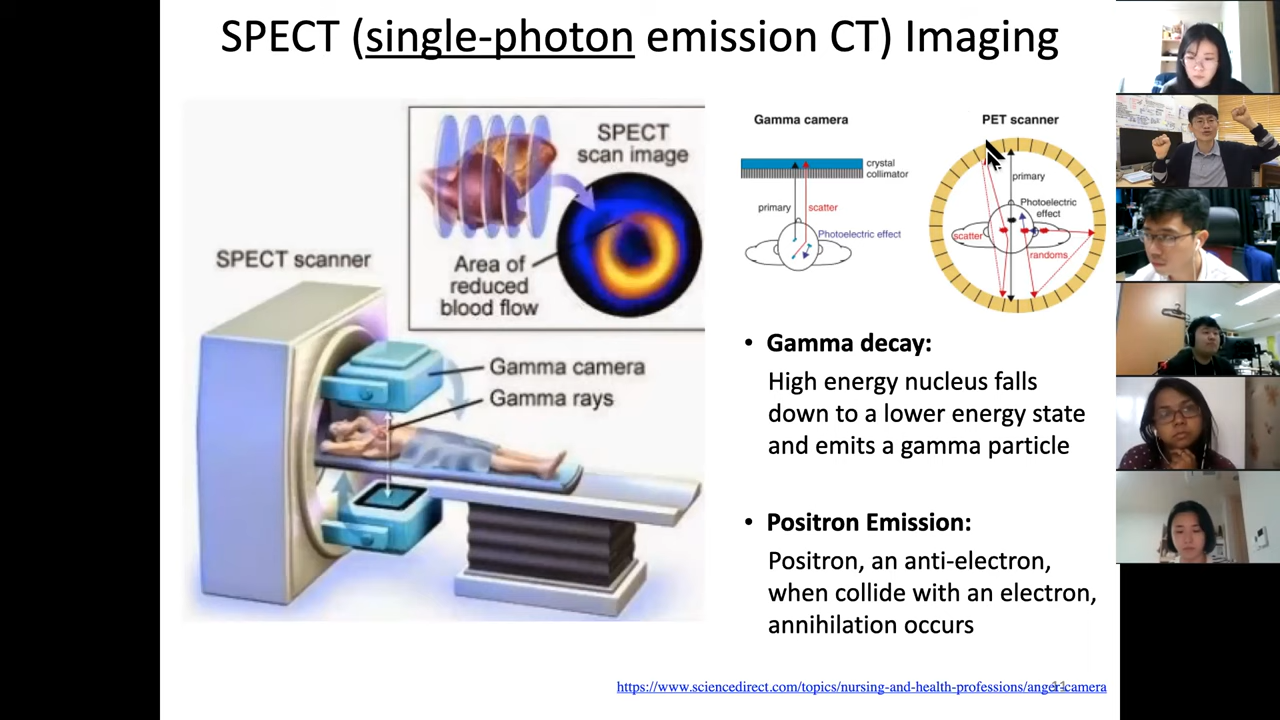 SPECT (single-photon emission CT) Imaging
SPECT
scan image
Area of
reduced
blood flow
SPECT scanner
Gamma camera
Gamma rays
Gamma camera
crystal
collimator
primary
scatter
Photoelectric effect
PET scanner
primary
Photoelectric
effect
scatter
randoms
• Gamma decay:
High energy nucleus falls
down to a lower energy state
and emits a gamma particle
• Positron Emission:
Positron, an anti-electron,
when collide with an electron,
annihilation occurs
https://www.sciencedirect.com/topics/nursing-and-health-professions/anger-camera
11